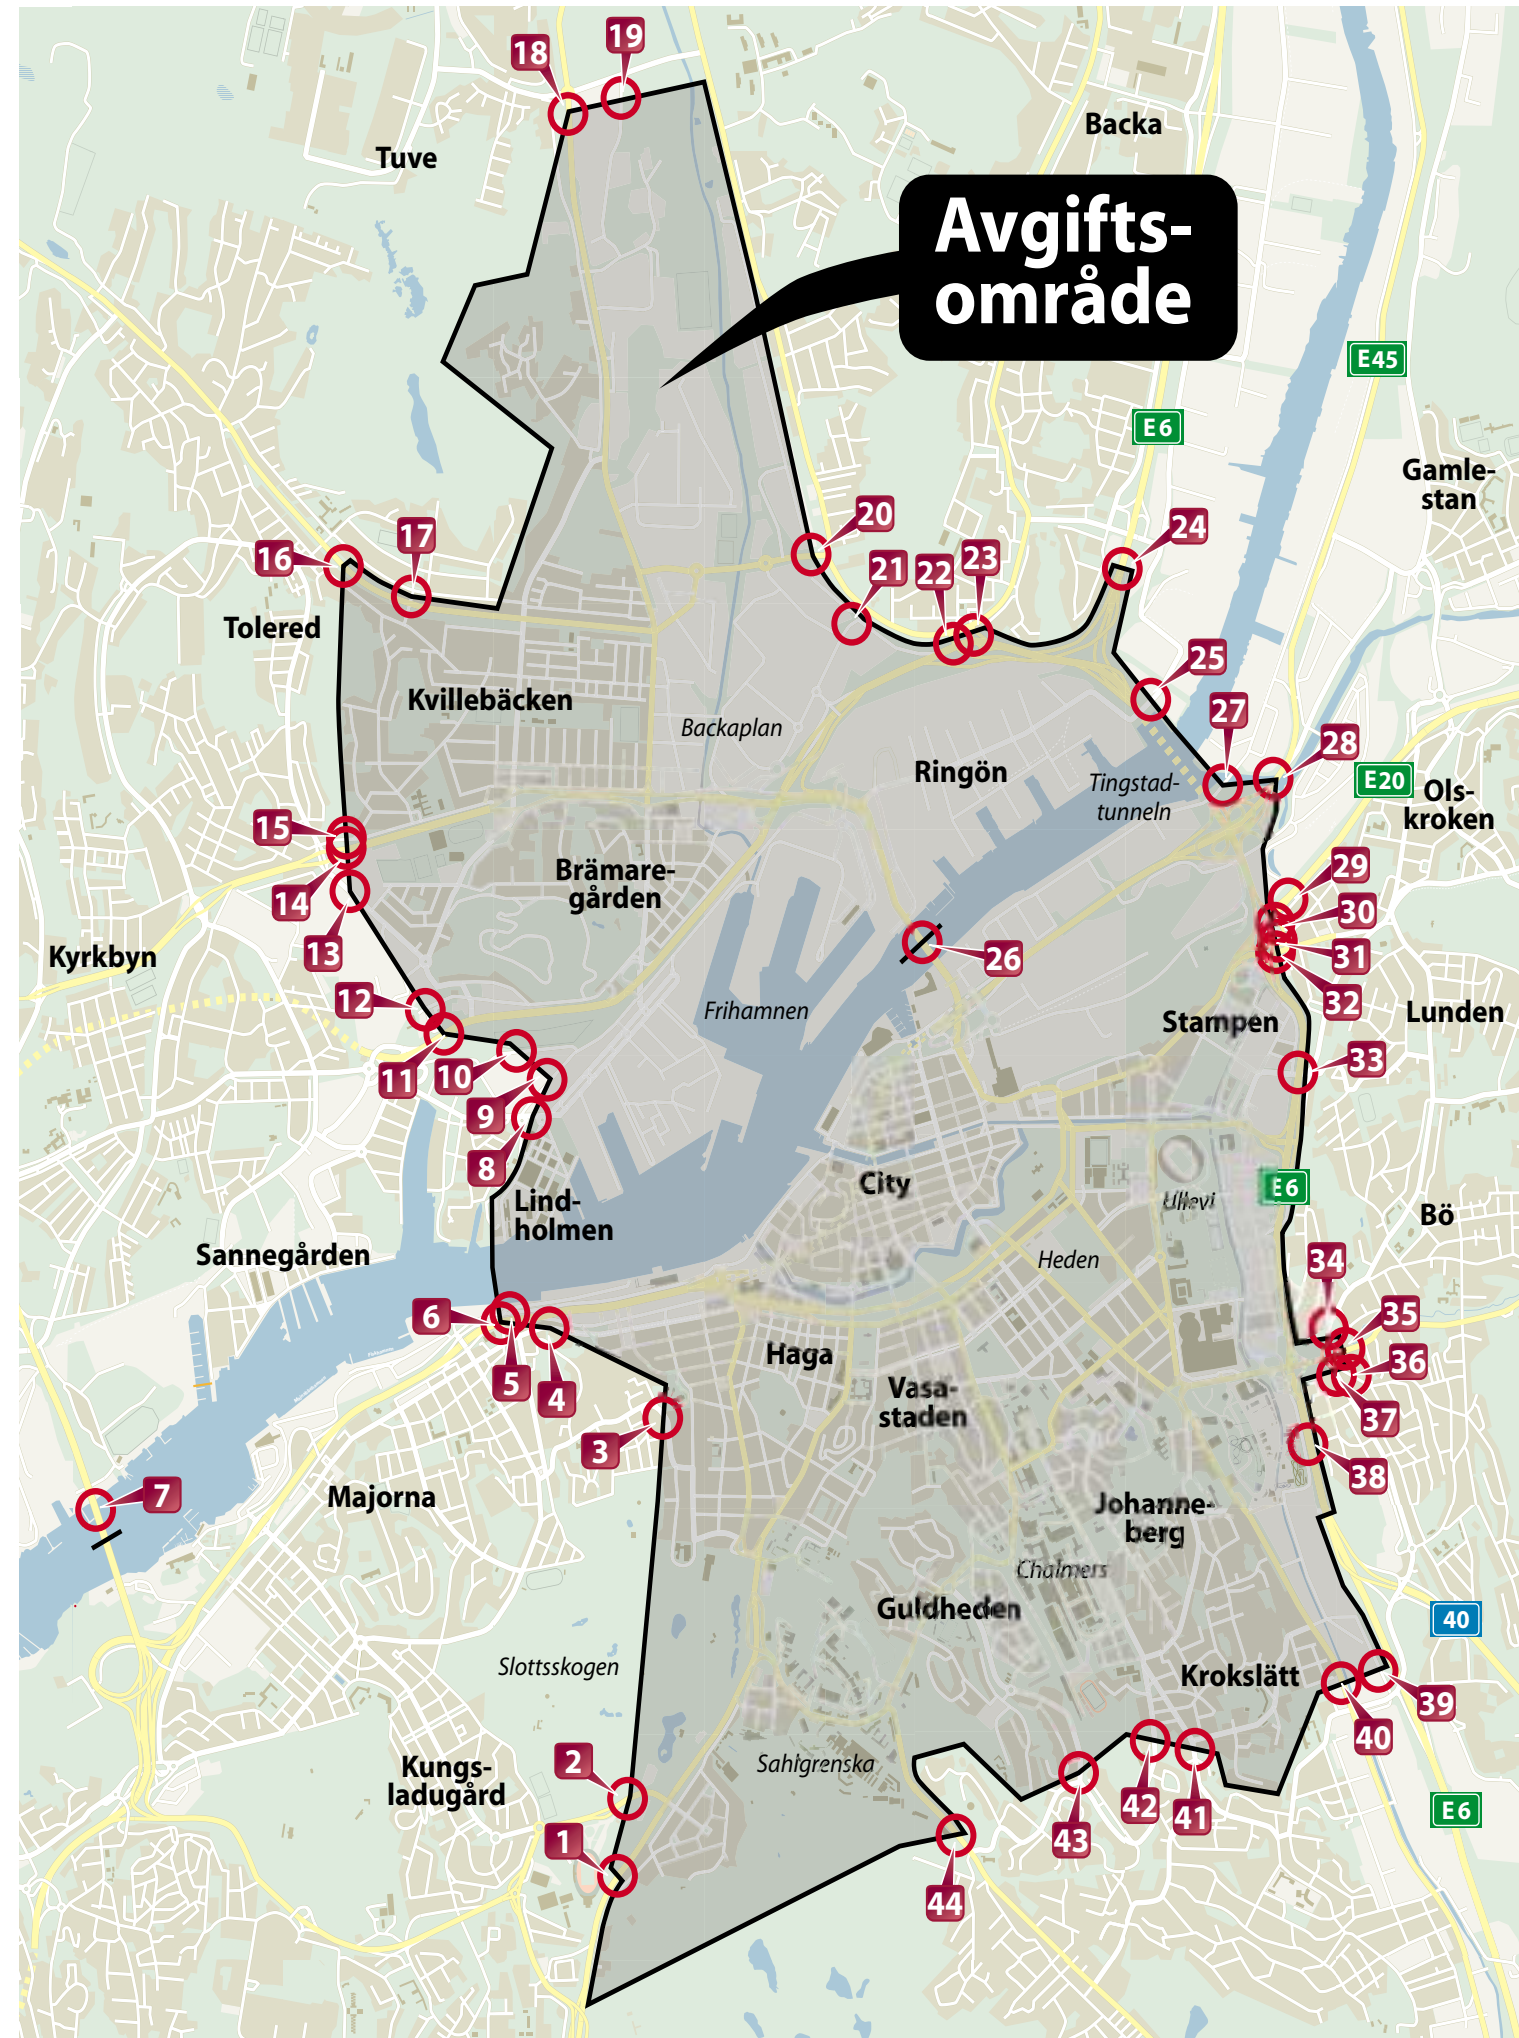 19
18
Backa
Tuve
Avgifts-
område
E45
E6
Gamle-
stan
20
24
17
16
21
22
23
Tolered
25
Kvillebäcken
27
Backaplan
28
Ringön
Tingstad-
tunneln
E20
Ols-
kroken
15
Brämare-
gården
29
14
30
13
Kyrkbyn
26
31
12
32
Frihamnen
Stampen
Lunden
33
11
10
9
8
City
Ullevi
E6
Lind-
holmen
Bö
Sannegården
Heden
34
6
35
Haga
36
5
4
Vasa-
staden
37
3
38
7
Majorna
Johanne-
berg
Chalmers
Guldheden
40
Slottsskogen
Krokslätt
39
40
2
Sahlgrenska
Kungs-
ladugård
42
41
E6
1
43
44